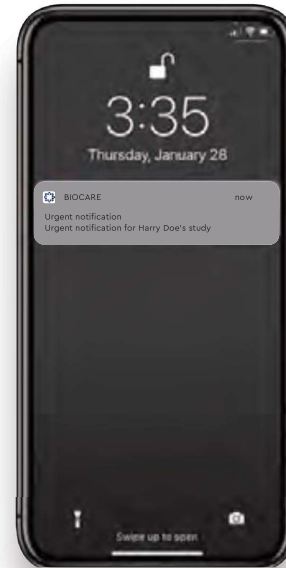 3:35
Thursday, January 28
BIOCARE now
Urgent notification
Urgent notification for Harry Doe's study
Swipe up to open